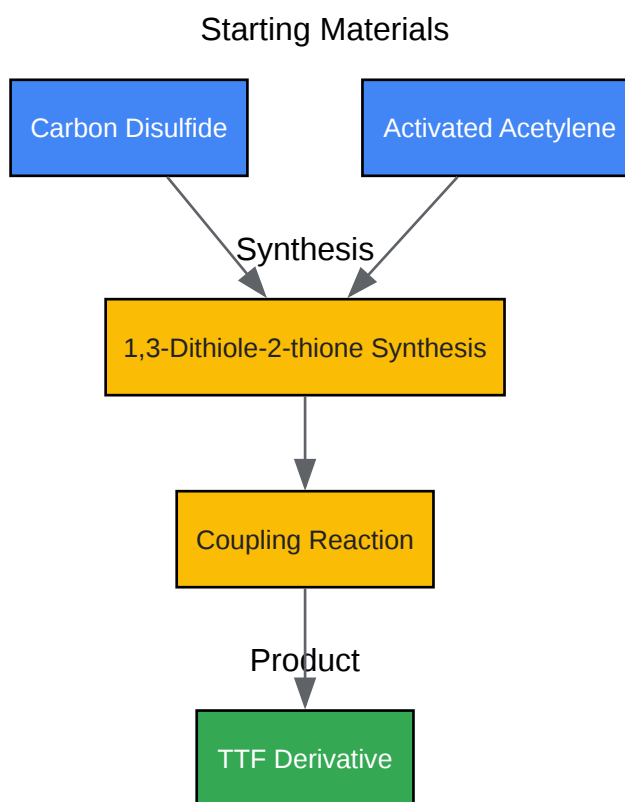 Starting Materials
Carbon Disulfide
Activated Acetylene
Synthesis
1,3-Dithiole-2-thione Synthesis
Coupling Reaction
Product
TTF Derivative